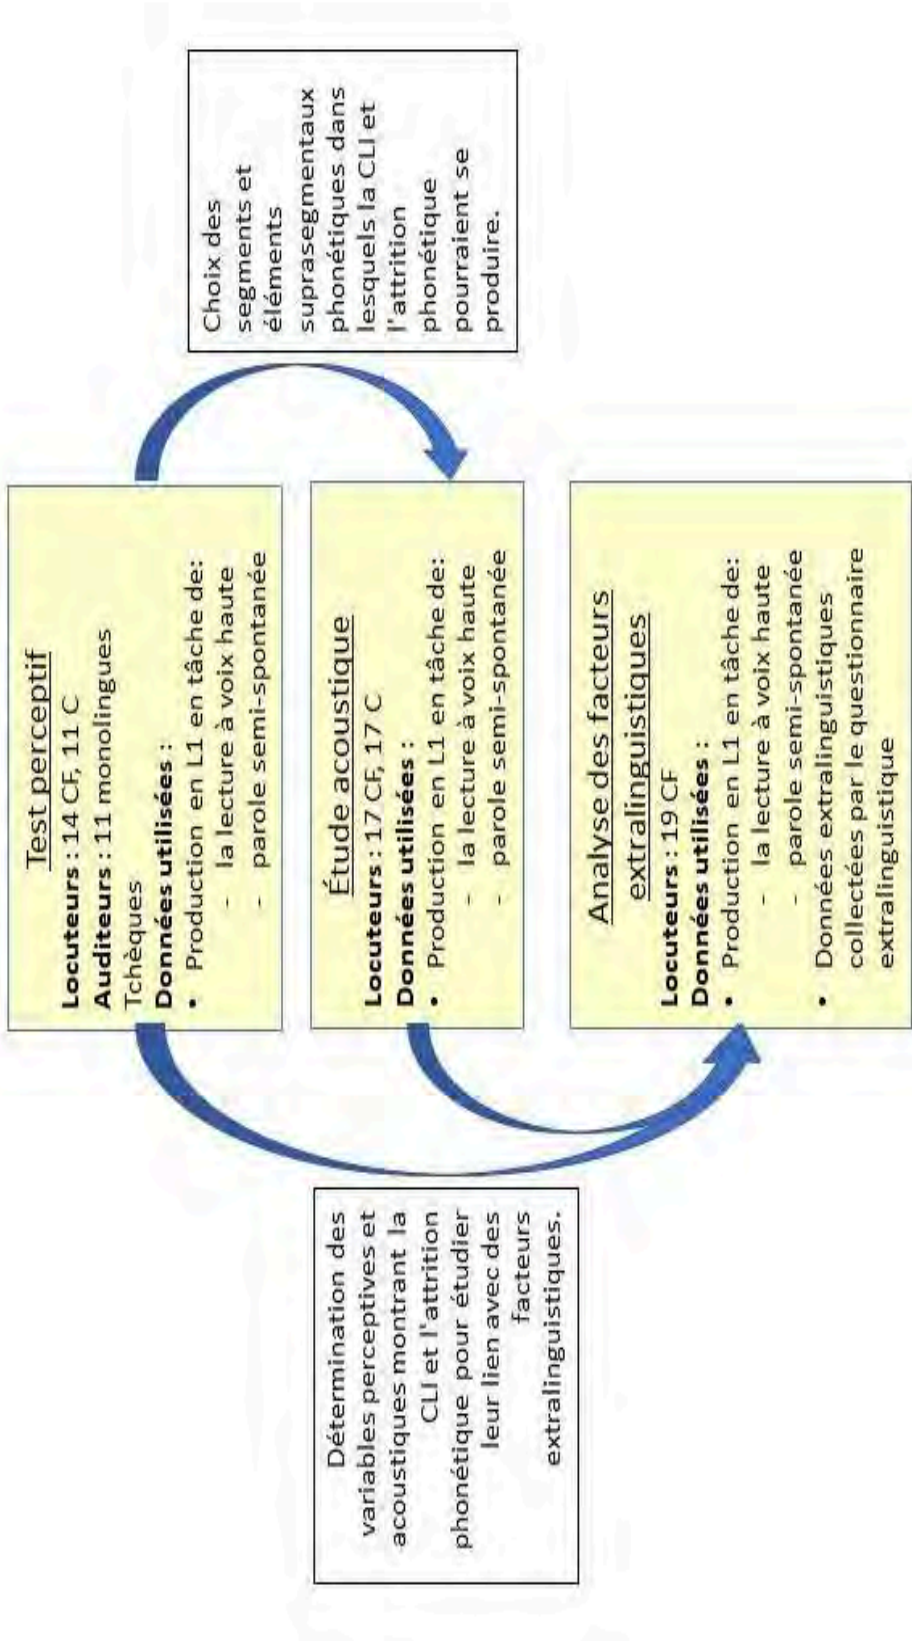 Test perceptif
Locuteurs : 14 CF, 11 C
Auditeurs : 11 monolingues
Tchèques
Données utilisées :
• Production en L1 en tâche de:
- la lecture à voix haute
- parole semi-spontanée
Choix des
segments et
éléments
suprasegmentaux
phonétiques dans
lesquels la CLI et
l'attrition
phonétique
pourraient se
produire.
Étude acoustique
Locuteurs : 17 CF, 17 C
Données utilisées :
• Production en L1 en tâche de:
- la lecture à voix haute
- parole semi-spontanée
Détermination des
variables perceptives et
acoustiques montrant la
CLI et l'attrition
phonétique pour étudier
leur lien avec des
facteurs
extralinguistiques.
Analyse des facteurs
extralinguistiques
Locuteurs : 19 CF
Données utilisées :
• Production en L1 en tâche de:
- la lecture à voix haute
- parole semi-spontanée
• Données extralinguistiques
collectées par le questionnaire
extralinguistique